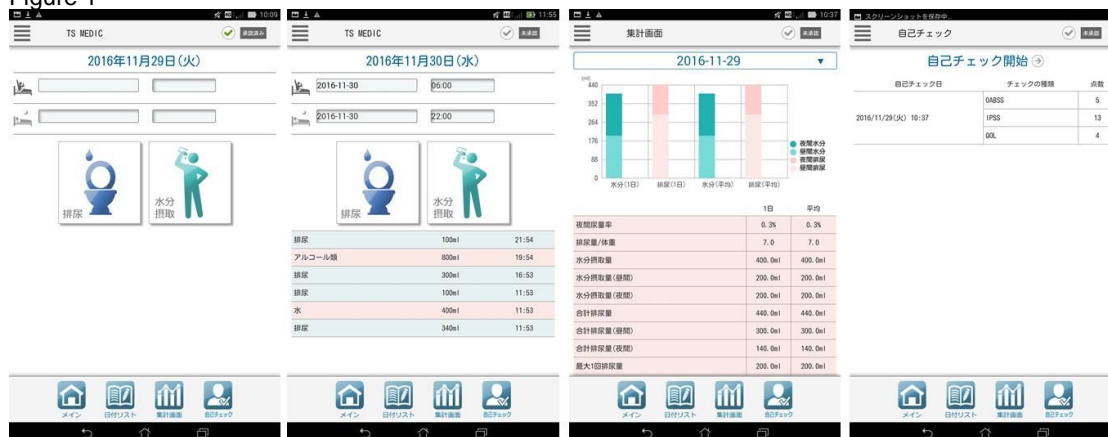 Figure 1
10:09
TS MEDIC
承認済み
2016年11月29日(火)
排尿
水分
摂取
メイン
日付リスト
集計画面
自己チェック
11:55
TS MEDIC
未承認
2016年11月30日(水)
2016-11-30 06:00
2016-11-30 22:00
排尿
水分
摂取
排尿 100ml 21:54
アルコール類 800ml 19:54
排尿 300ml 16:53
排尿 100ml 11:53
水 400ml 11:53
排尿 340ml 11:53
メイン
日付リスト
集計画面
自己チェック
10:37
集計画面
未承認
2016-11-29
(ml)
440
352
264
176
88
0
水分(1日) 排尿(1日) 水分(平均) 排尿(平均)
夜間水分
昼間水分
夜間排尿
昼間排尿
1日 平均
夜間尿量率 0.3% 0.3%
排尿量/体重 7.0 7.0
水分摂取量 400.0ml 400.0ml
水分摂取量(昼間) 200.0ml 200.0ml
水分摂取量(夜間) 200.0ml 200.0ml
合計排尿量 440.0ml 440.0ml
合計排尿量(昼間) 300.0ml 300.0ml
合計排尿量(夜間) 140.0ml 140.0ml
最大1回排尿量 200.0ml 200.0ml
メイン
日付リスト
集計画面
自己チェック
スクリーンショットを保存中...
自己チェック
未承認
自己チェック開始
自己チェック日 チェックの種類 点数
OABSS 5
2016/11/29(火) 10:37 IPSS 13
QOL 4
メイン
日付リスト
集計画面
自己チェック